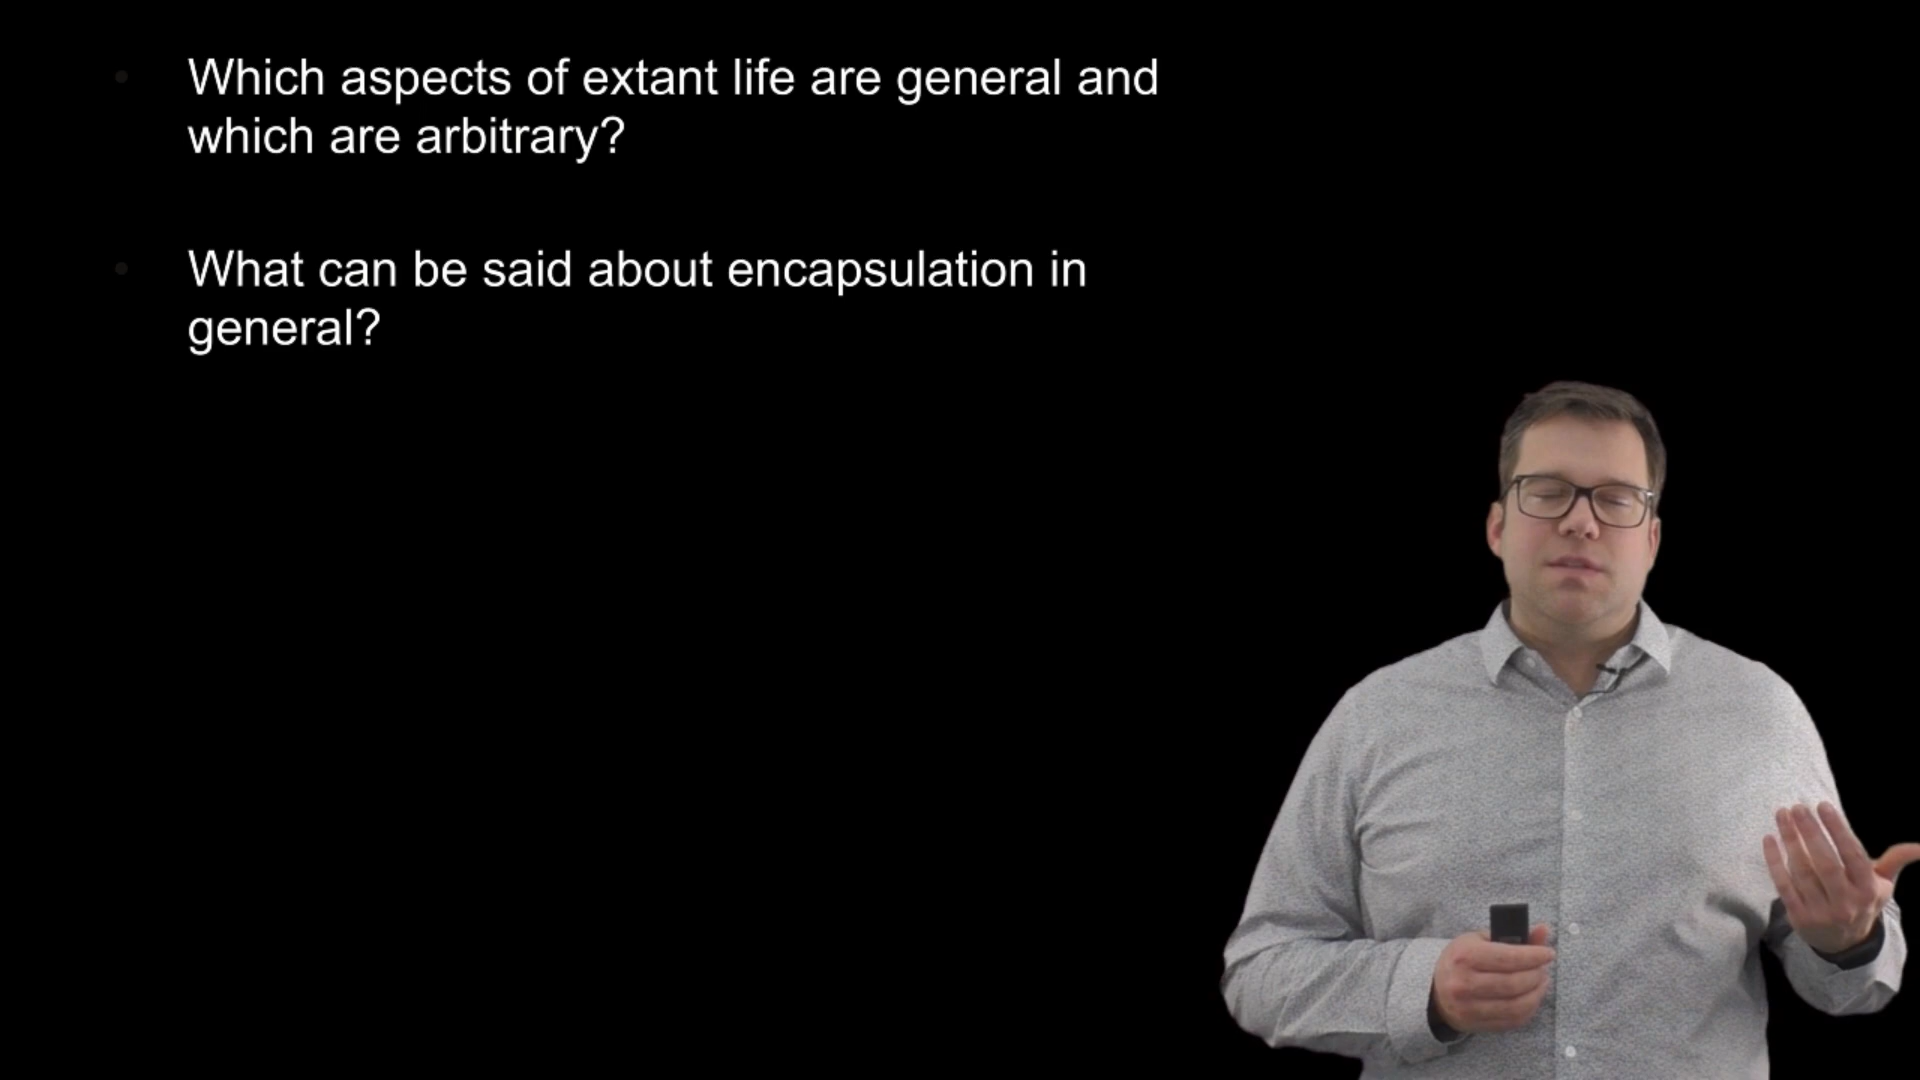 Which aspects of extant life are general and
which are arbitrary?
What can be said about encapsulation in
general?